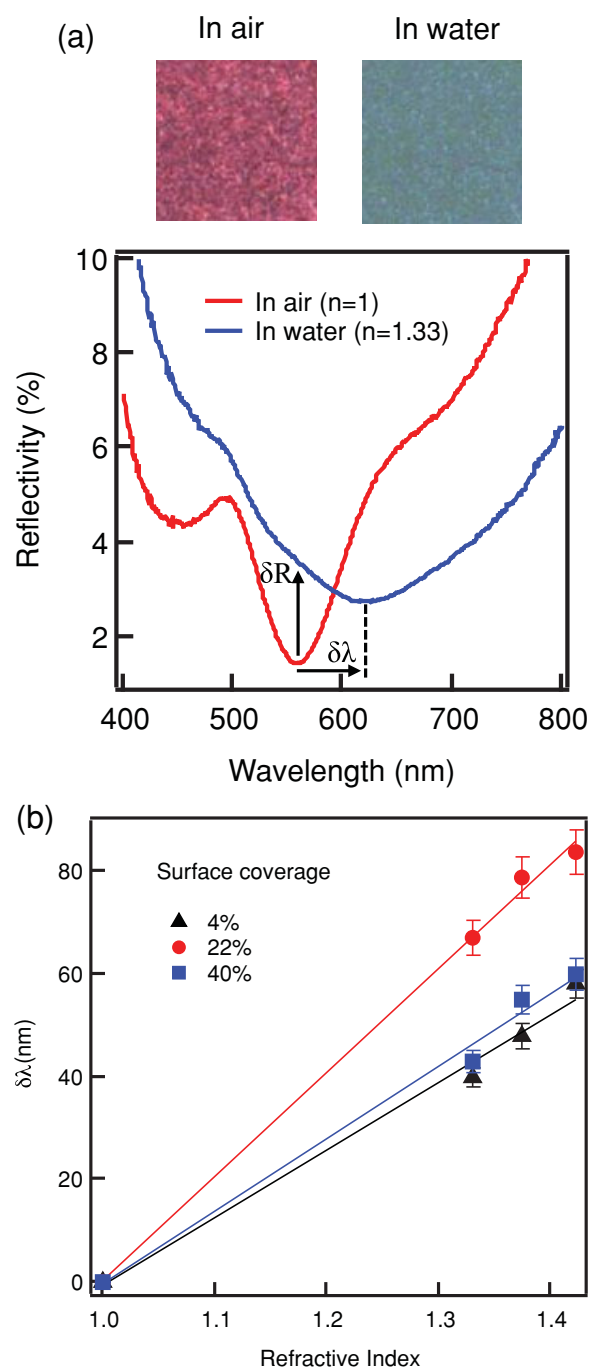 (a)
In air
In water
10
8
6
4
2
Reflectivity (%)
In air (n=1)
In water (n=1.33)
δR
δλ
400
500
600
700
800
Wavelength (nm)
(b)
80
60
40
20
0
δλ(nm)
Surface coverage
4%
22%
40%
1.0
1.1
1.2
1.3
1.4
Refractive Index